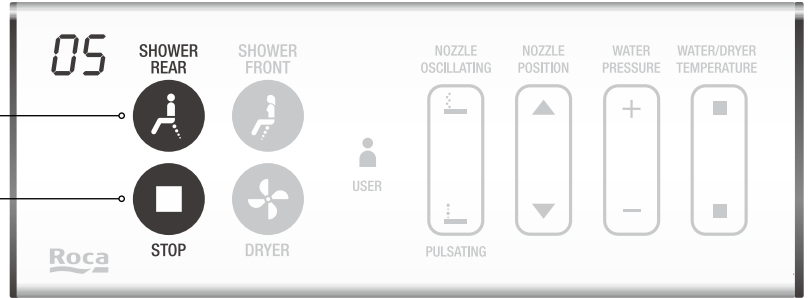 05
SHOWER
REAR
SHOWER
FRONT
NOZZLE
OSCILLATING
NOZZLE
POSITION
WATER
PRESSURE
WATER/DRYER
TEMPERATURE
USER
STOP
DRYER
PULSATING
Roca